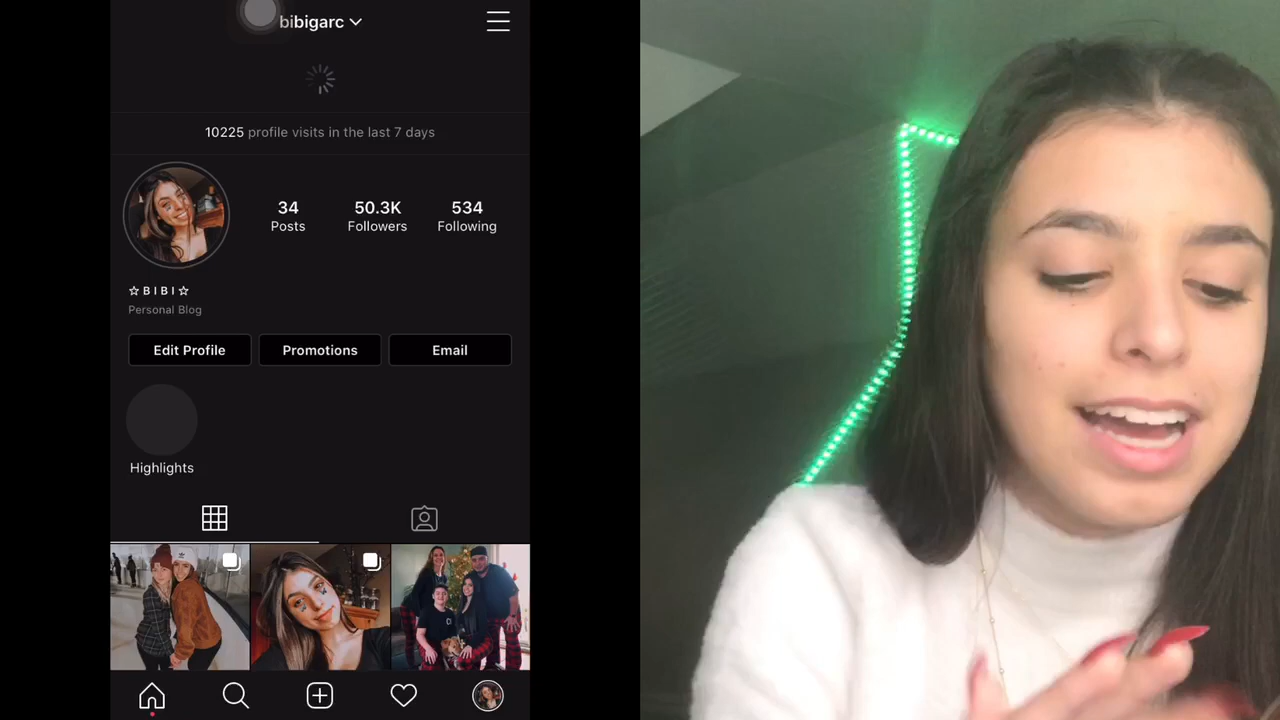 bibigarc
10225 profile visits in the last 7 days
34 50.3K 534
Posts Followers Following
☆ B I B I ☆
Personal Blog
Edit Profile Promotions Email
Highlights